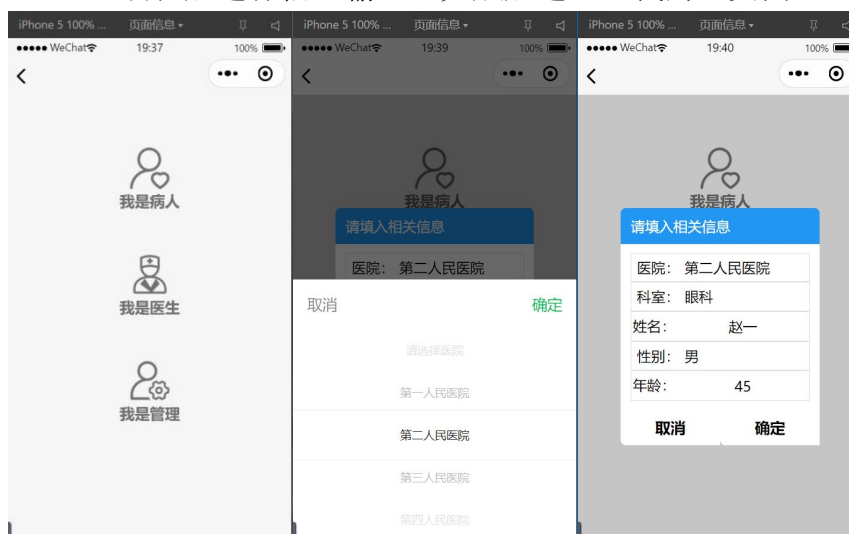 iPhone 5 100% ...
页面信息
WeChat
19:37
100%
我是病人
我是医生
我是管理
iPhone 5 100% ...
页面信息
WeChat
19:39
100%
我是病人
请填入相关信息
医院: 第二人民医院
取消
确定
请选择医院
第一人民医院
第二人民医院
第三人民医院
第四人民医院
iPhone 5 100% ...
页面信息
WeChat
19:40
100%
我是病人
请填入相关信息
医院: 第二人民医院
科室: 眼科
姓名: 赵一
性别: 男
年龄: 45
取消
确定